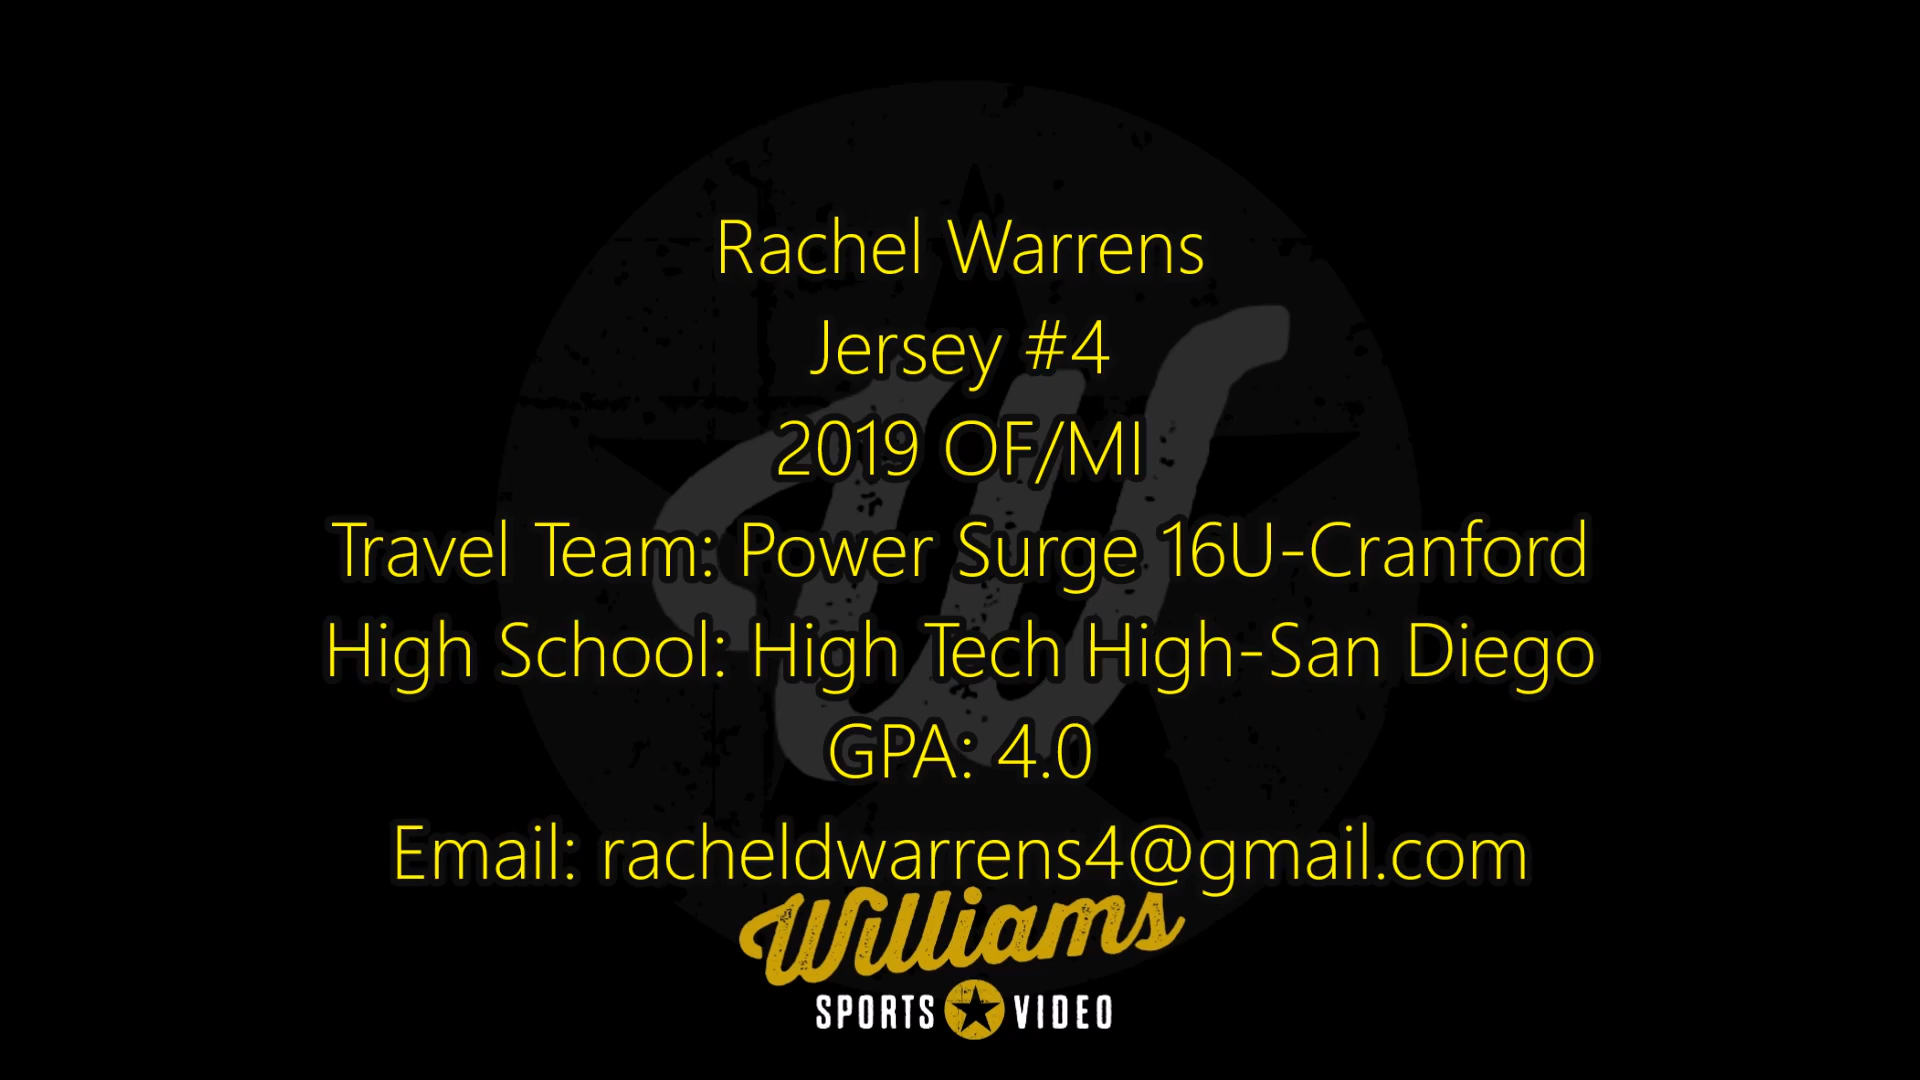 Rachel Warrens
Jersey #4
2019 OF/MI
Travel Team: Power Surge 16U-Cranford
High School: High Tech High-San Diego
GPA: 4.0
Email: racheldwarrens4@gmail.com
Williams
SPORTS VIDEO